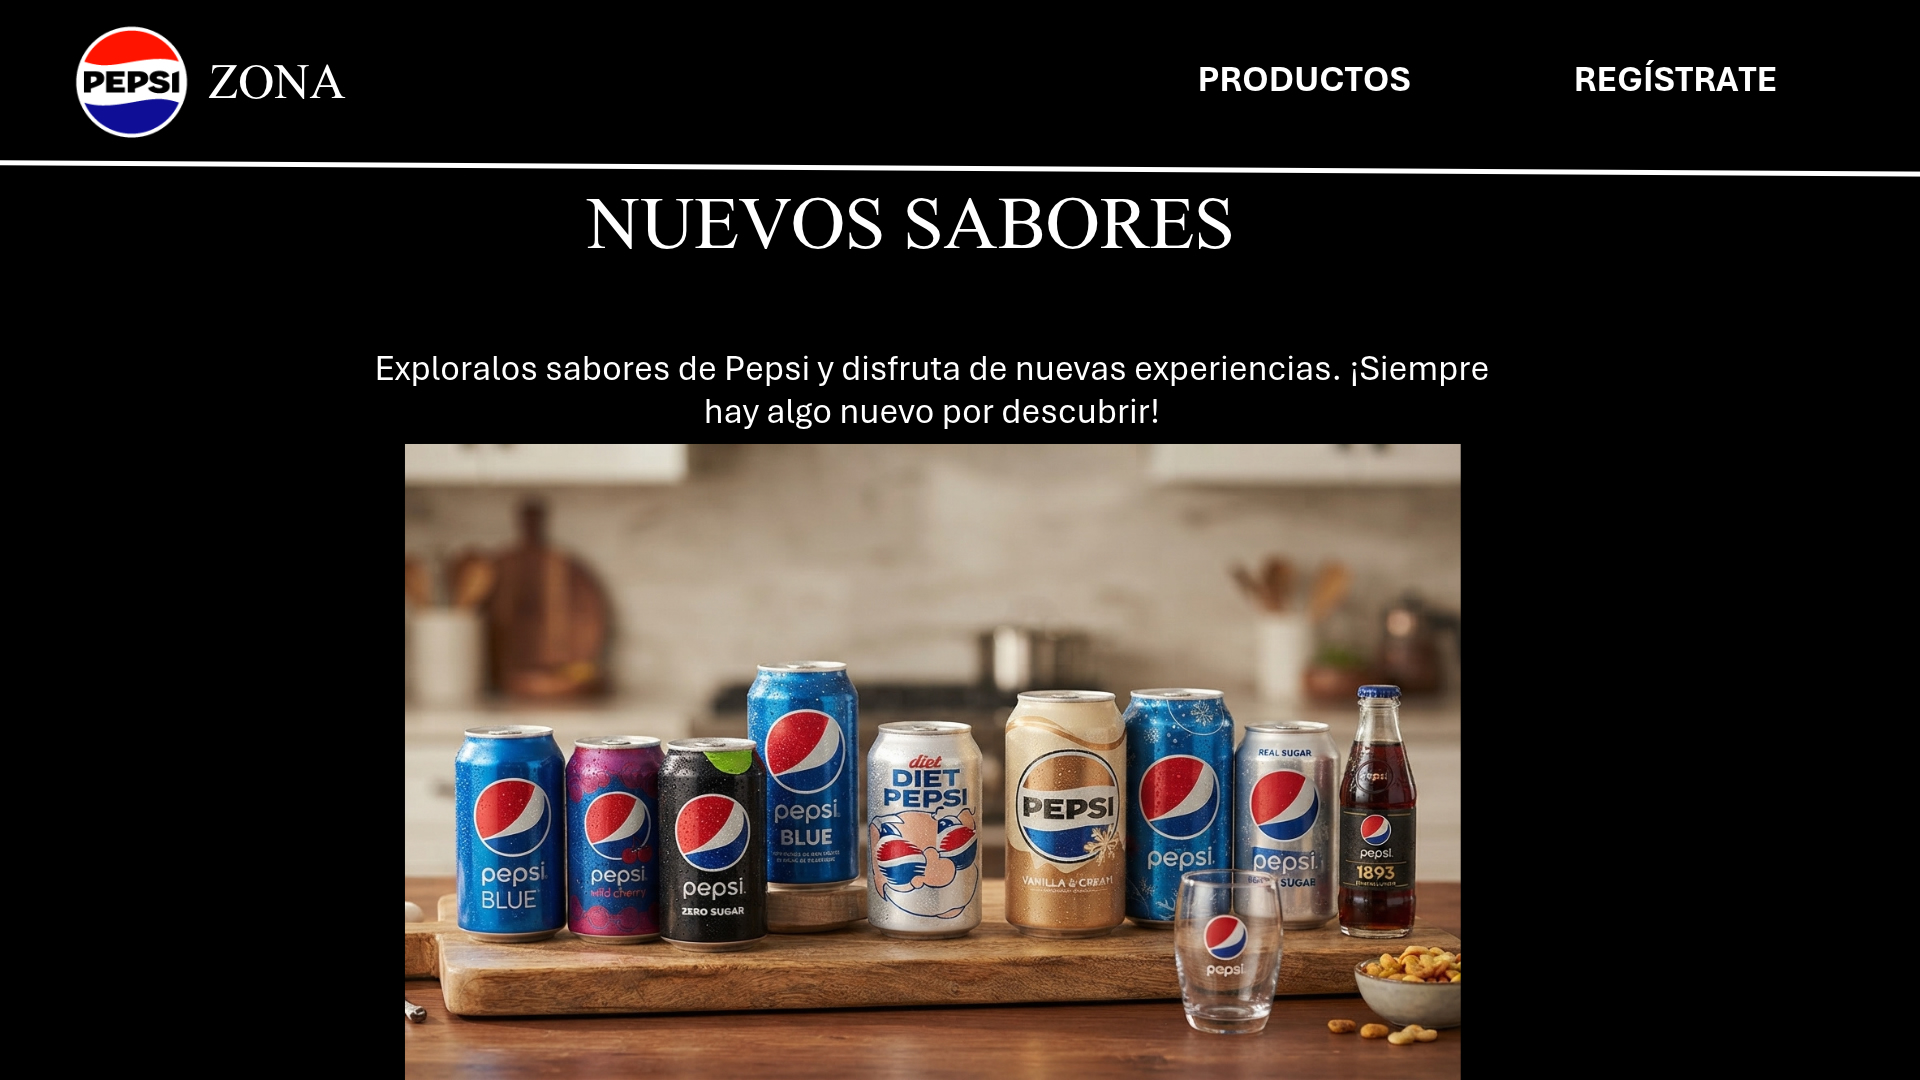 PEPSI ZONA
PRODUCTOS
REGÍSTRATE
NUEVOS SABORES
Exploralos sabores de Pepsi y disfruta de nuevas experiencias. ¡Siempre
hay algo nuevo por descubrir!
pepsi
BLUE
pepsi
wild cherry
pepsi
ZERO SUGAR
pepsi
BLUE
diet
DIET
PEPSI
PEPSI
VANILLA & CREAM
pepsi
REAL SUGAR
pepsi
SUGAR
pepsi
pepsi
1893
pepsi